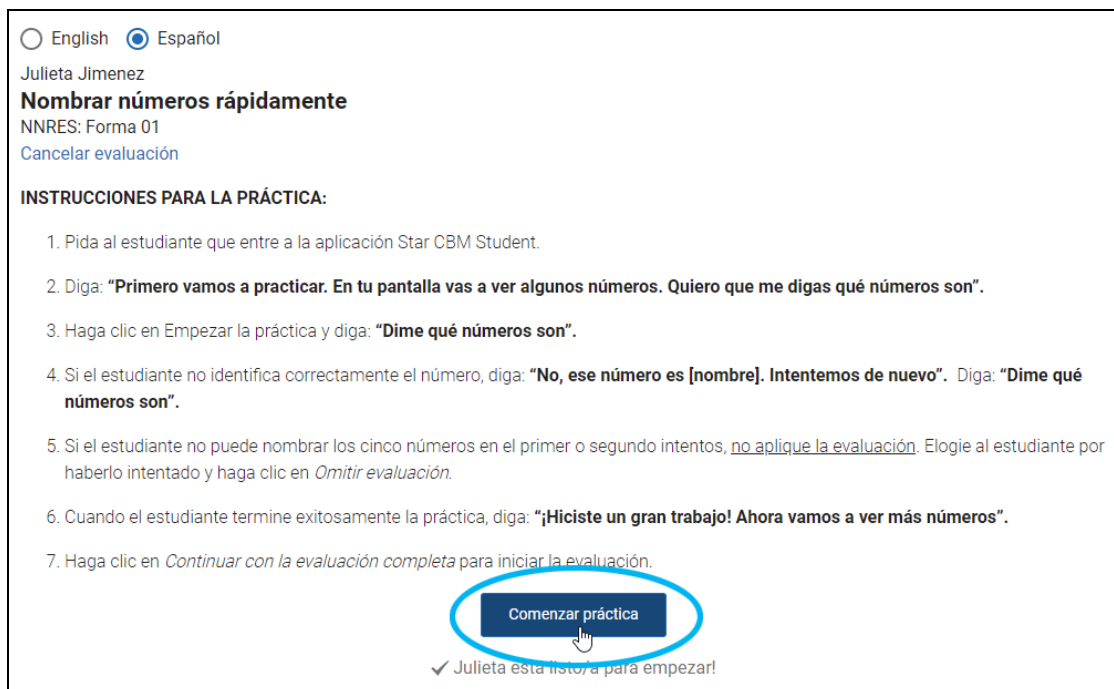 English Español
Julieta Jimenez
Nombrar números rápidamente
NNRES: Forma 01
Cancelar evaluación
INSTRUCCIONES PARA LA PRÁCTICA:
1. Pida al estudiante que entre a la aplicación Star CBM Student.
2. Diga: “Primero vamos a practicar. En tu pantalla vas a ver algunos números. Quiero que me digas qué números son”.
3. Haga clic en Empezar la práctica y diga: “Dime qué números son”.
4. Si el estudiante no identifica correctamente el número, diga: “No, ese número es [nombre]. Intentemos de nuevo”. Diga: “Dime qué
números son”.
5. Si el estudiante no puede nombrar los cinco números en el primer o segundo intentos, no aplique la evaluación. Elogie al estudiante por
haberlo intentado y haga clic en Omitir evaluación.
6. Cuando el estudiante termine exitosamente la práctica, diga: “¡Hiciste un gran trabajo! Ahora vamos a ver más números”.
7. Haga clic en Continuar con la evaluación completa para iniciar la evaluación.
Comenzar práctica
Julieta está listo/a para empezar!